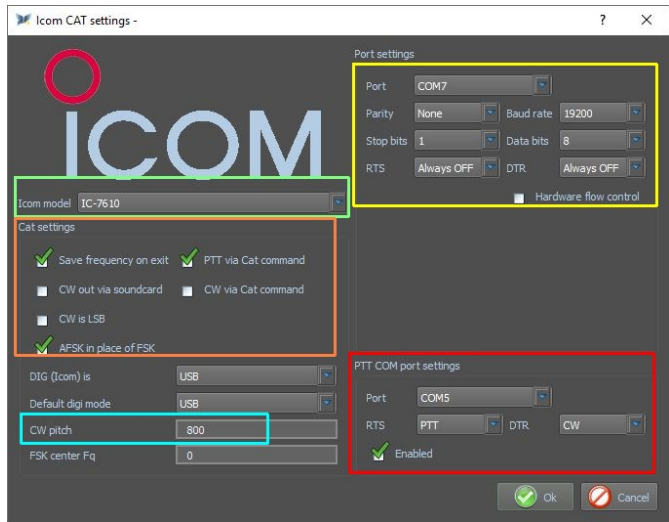 Icom CAT settings -
? X
ICOM
Icom model IC-7610
Cat settings
Save frequency on exit PTT via Cat command
CW out via soundcard CW via Cat command
CW is LSB
AFSK in place of FSK
DIG (Icom) is USB
Default digi mode USB
CW pitch 800
FSK center Fq 0
Port settings
Port COM7
Parity None Baud rate 19200
Stop bits 1 Data bits 8
RTS Always OFF DTR Always OFF
Hardware flow control
PTT COM port settings
Port COM5
RTS PTT DTR CW
Enabled
Ok Cancel